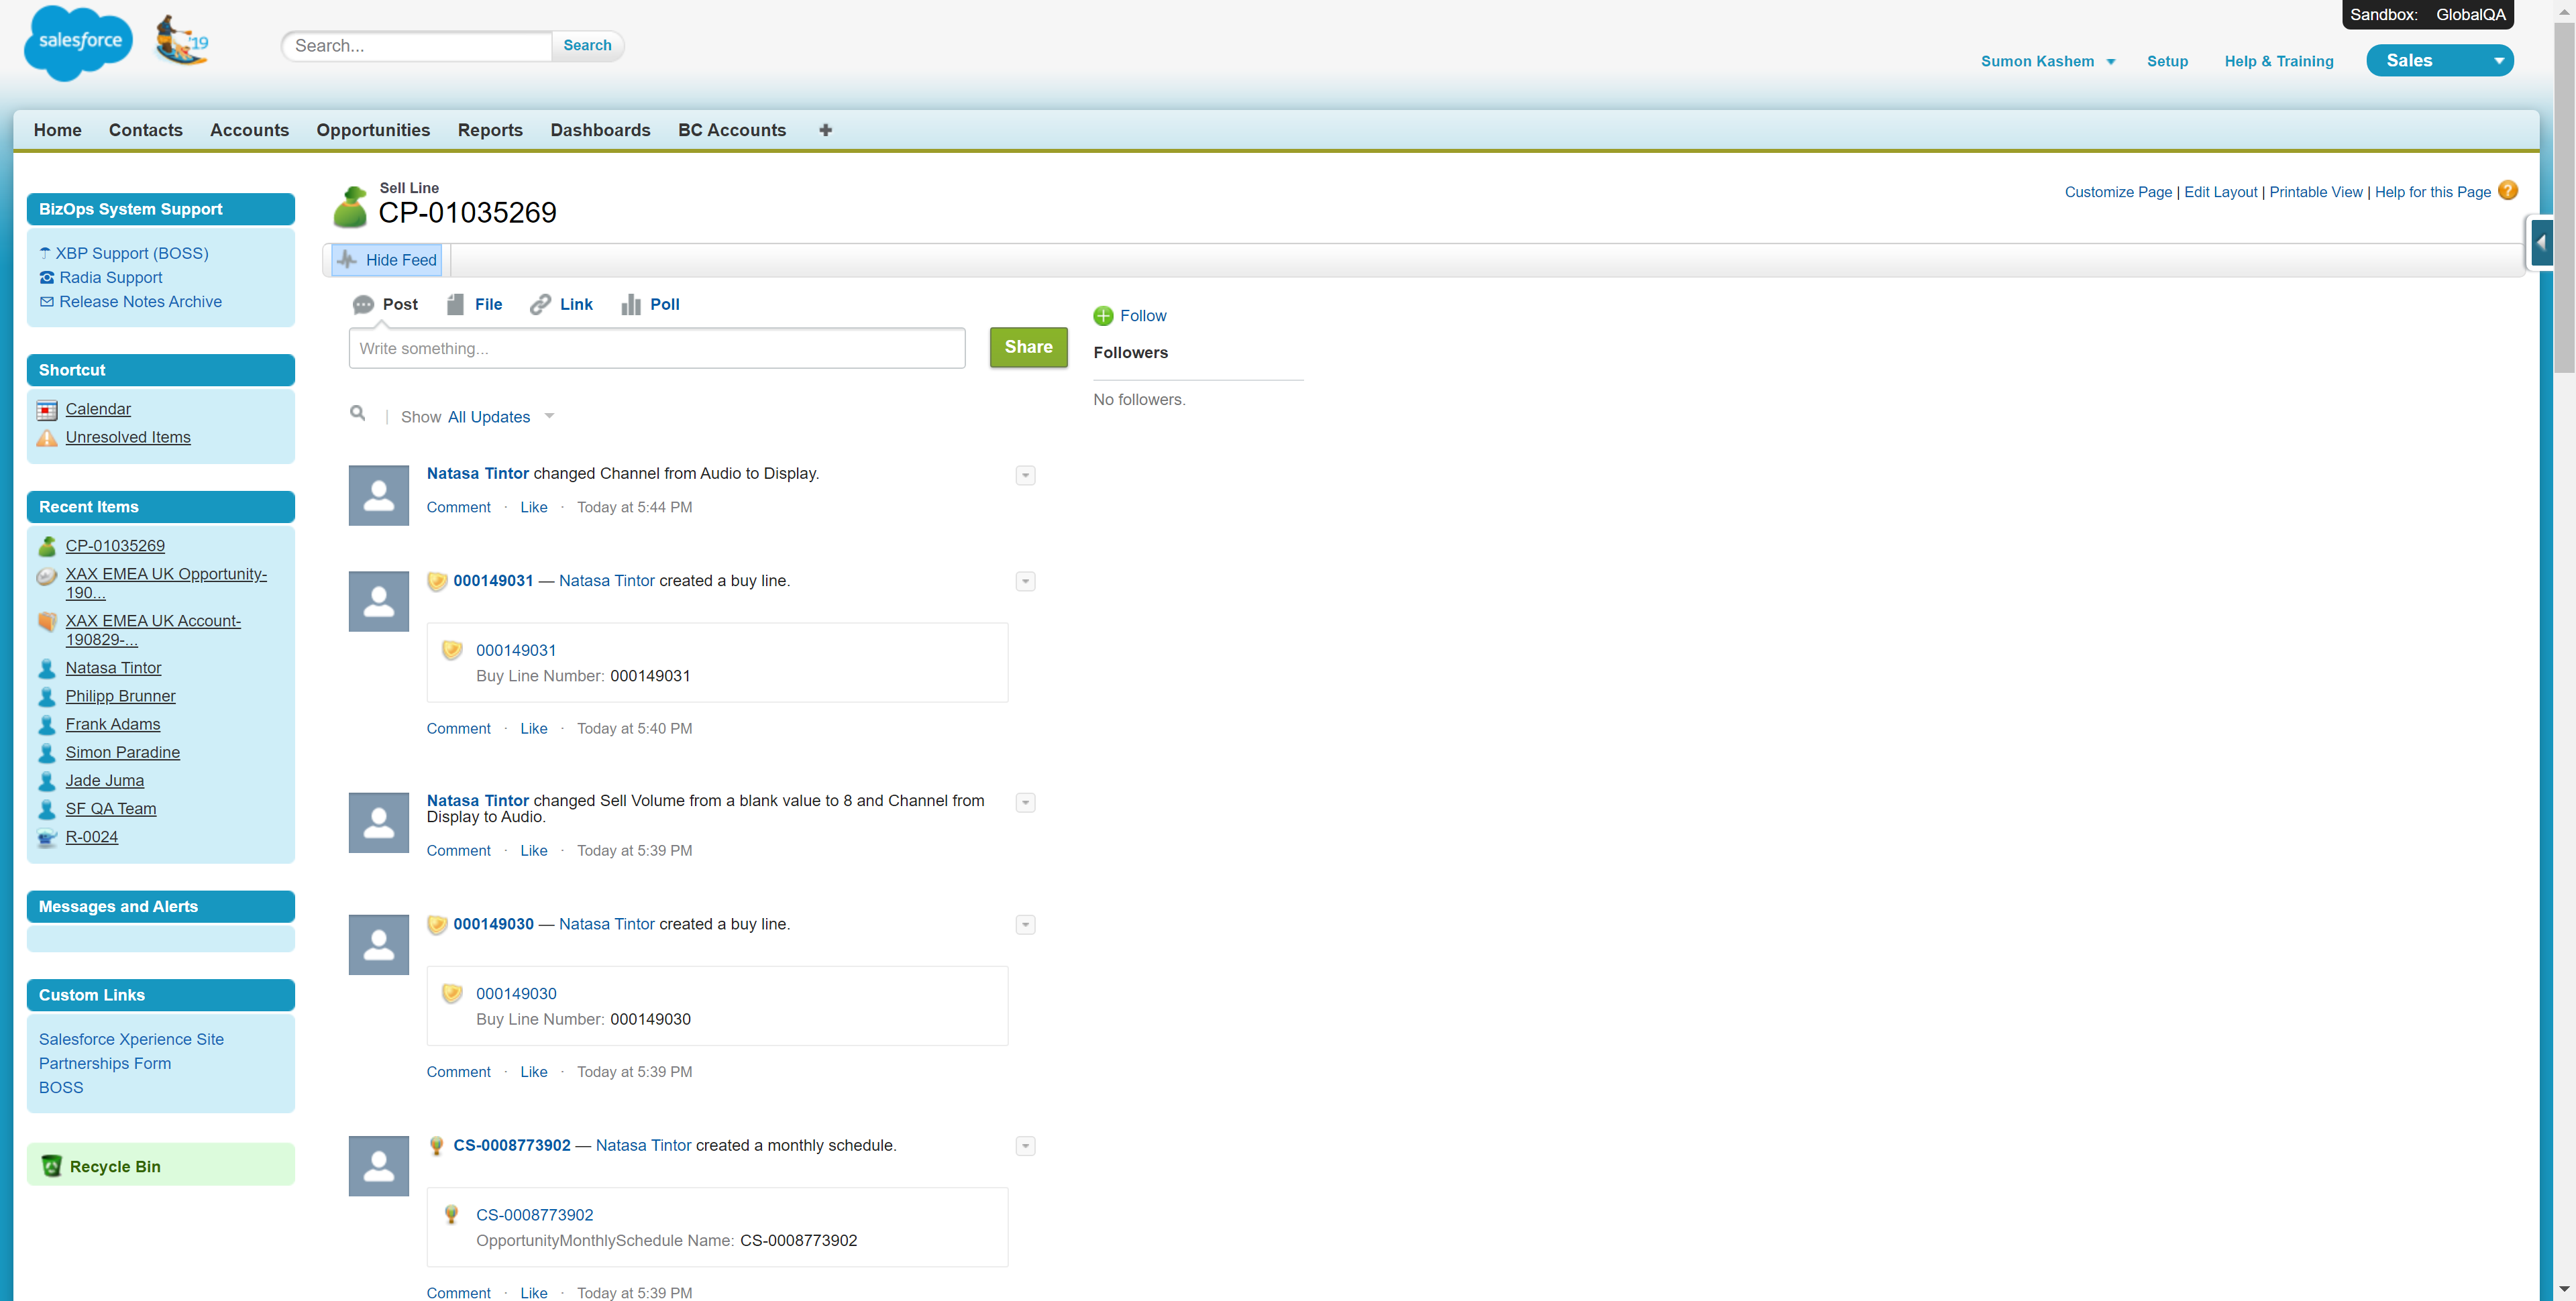 salesforce
'19
Search...
Search
Sandbox: GlobalQA
Sumon Kashem
Setup
Help & Training
Sales
Home
Contacts
Accounts
Opportunities
Reports
Dashboards
BC Accounts
BizOps System Support
XBP Support (BOSS)
Radia Support
Release Notes Archive
Shortcut
Calendar
Unresolved Items
Recent Items
CP-01035269
XAX EMEA UK Opportunity-
190...
XAX EMEA UK Account-
190829-...
Natasa Tintor
Philipp Brunner
Frank Adams
Simon Paradine
Jade Juma
SF QA Team
R-0024
Messages and Alerts
Custom Links
Salesforce Xperience Site
Partnerships Form
BOSS
Recycle Bin
Sell Line
CP-01035269
Customize Page | Edit Layout | Printable View | Help for this Page ?
Hide Feed
Post
File
Link
Poll
Write something...
Share
Follow
Followers
No followers.
| Show All Updates
Natasa Tintor changed Channel from Audio to Display.
Comment · Like · Today at 5:44 PM
000149031 — Natasa Tintor created a buy line.
000149031
Buy Line Number: 000149031
Comment · Like · Today at 5:40 PM
Natasa Tintor changed Sell Volume from a blank value to 8 and Channel from
Display to Audio.
Comment · Like · Today at 5:39 PM
000149030 — Natasa Tintor created a buy line.
000149030
Buy Line Number: 000149030
Comment · Like · Today at 5:39 PM
CS-0008773902 — Natasa Tintor created a monthly schedule.
CS-0008773902
OpportunityMonthlySchedule Name: CS-0008773902
Comment · Like · Today at 5:39 PM